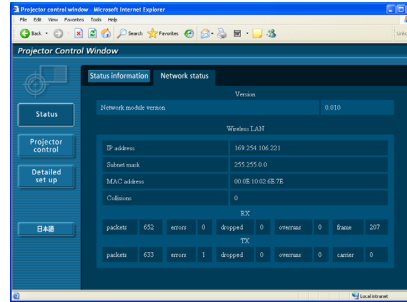 Projector control window - Microsoft Internet Explorer
File Edit View Favorites Tools Help
Back Search Favorites
Links
Projector Control Window
Status information Network status
Version
Network module version 0.010
Status
Wireless LAN
Projector control
IP address 169.254.106.221
Subnet mask 255.255.0.0
Detailed set up
MAC address 00:0E:10:02:6E:7E
Collisions 0
RX
日本語
packets 652 errors 0 dropped 0 overruns 0 frame 207
TX
packets 633 errors 1 dropped 0 overruns 0 carrier 0
Local intranet